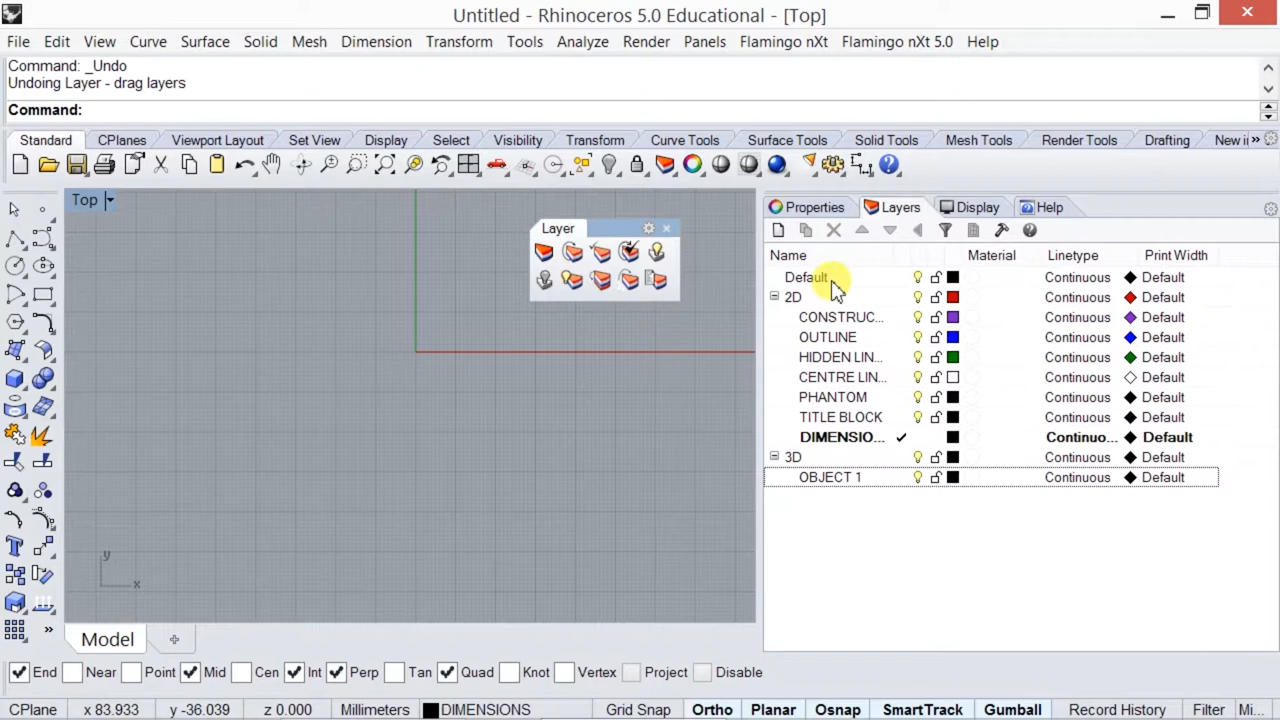 Untitled - Rhinoceros 5.0 Educational - [Top]
File Edit View Curve Surface Solid Mesh Dimension Transform Tools Analyze Render Panels Flamingo nXt Flamingo nXt 5.0 Help
Command: _Undo
Undoing Layer - drag layers
Command:
Standard CPlanes Viewport Layout Set View Display Select Visibility Transform Curve Tools Surface Tools Solid Tools Mesh Tools Render Tools Drafting New i
Top
Layer
Properties Layers Display Help
Name Material Linetype Print Width
Default Continuous Default
2D Continuous Default
CONSTRUC... Continuous Default
OUTLINE Continuous Default
HIDDEN LIN... Continuous Default
CENTRE LIN... Continuous Default
PHANTOM Continuous Default
TITLE BLOCK Continuous Default
DIMENSIO... Continuo... Default
3D Continuous Default
OBJECT 1 Continuous Default
y
x
Model
End Near Point Mid Cen Int Perp Tan Quad Knot Vertex Project Disable
CPlane x 83.933 y -36.039 z 0.000 Millimeters DIMENSIONS Grid Snap Ortho Planar Osnap SmartTrack Gumball Record History Filter Mi...